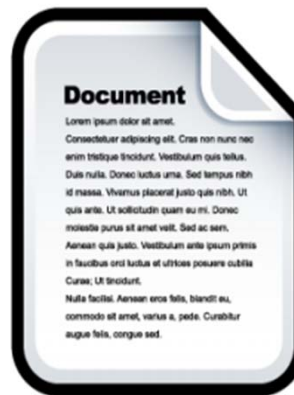 Document
Lorem ipsum dolor sit amet.
Consectetuer adipiscing elit. Cras non nunc nec
enim tristique tincidunt. Vestibulum quis tellus.
Duis nulla. Donec luctus urna. Sed tempus nibh
id massa. Vivamus placerat justo quis nibh. Ut
quis ante. Ut sollicitudin quam eu mi. Donec
molestie purus sit amet velit. Sed ac sem.
Aenean quis justo. Vestibulum ante ipsum primis
in faucibus orci luctus et ultrices posuere cubilia
Curae; Ut tincidunt.
Nulla facilisi. Aenean eros felis, blandit eu,
commodo sit amet, varius a, pede. Curabitur
augue felis, congue sed.